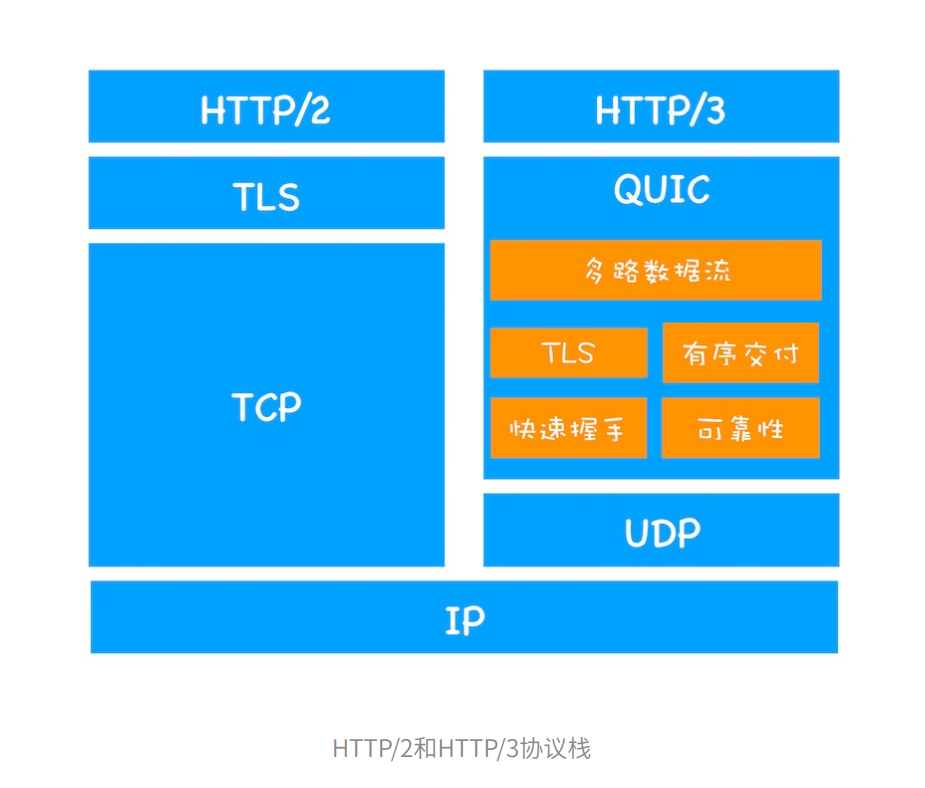 HTTP/2
TLS
TCP
HTTP/3
QUIC
多路数据流
TLS
有序交付
快速握手
可靠性
UDP
IP
HTTP/2和HTTP/3协议栈